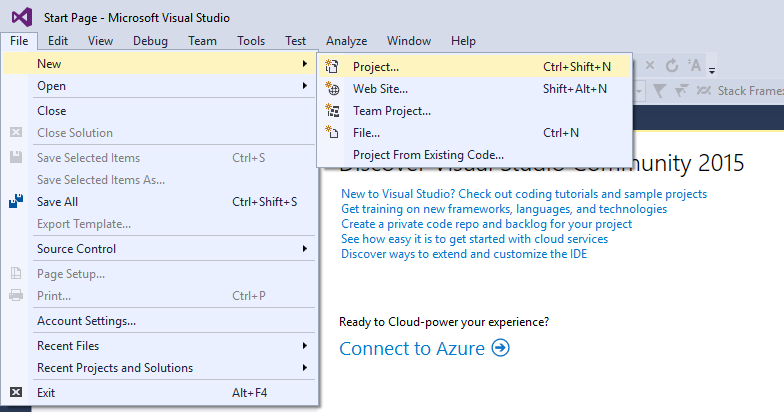 Start Page - Microsoft Visual Studio
File Edit View Debug Team Tools Test Analyze Window Help
New
Project... Ctrl+Shift+N
Web Site... Shift+Alt+N
Team Project...
File... Ctrl+N
Project From Existing Code...
Open
Close
Close Solution
Save Selected Items Ctrl+S
Save Selected Items As...
Save All Ctrl+Shift+S
Export Template...
Source Control
Page Setup...
Print... Ctrl+P
Account Settings...
Recent Files
Recent Projects and Solutions
Exit Alt+F4
Stack Frame
Discover Visual Studio Community 2015
New to Visual Studio? Check out coding tutorials and sample projects
Get training on new frameworks, languages, and technologies
Create a private code repo and backlog for your project
See how easy it is to get started with cloud services
Discover ways to extend and customize the IDE
Ready to Cloud-power your experience?
Connect to Azure